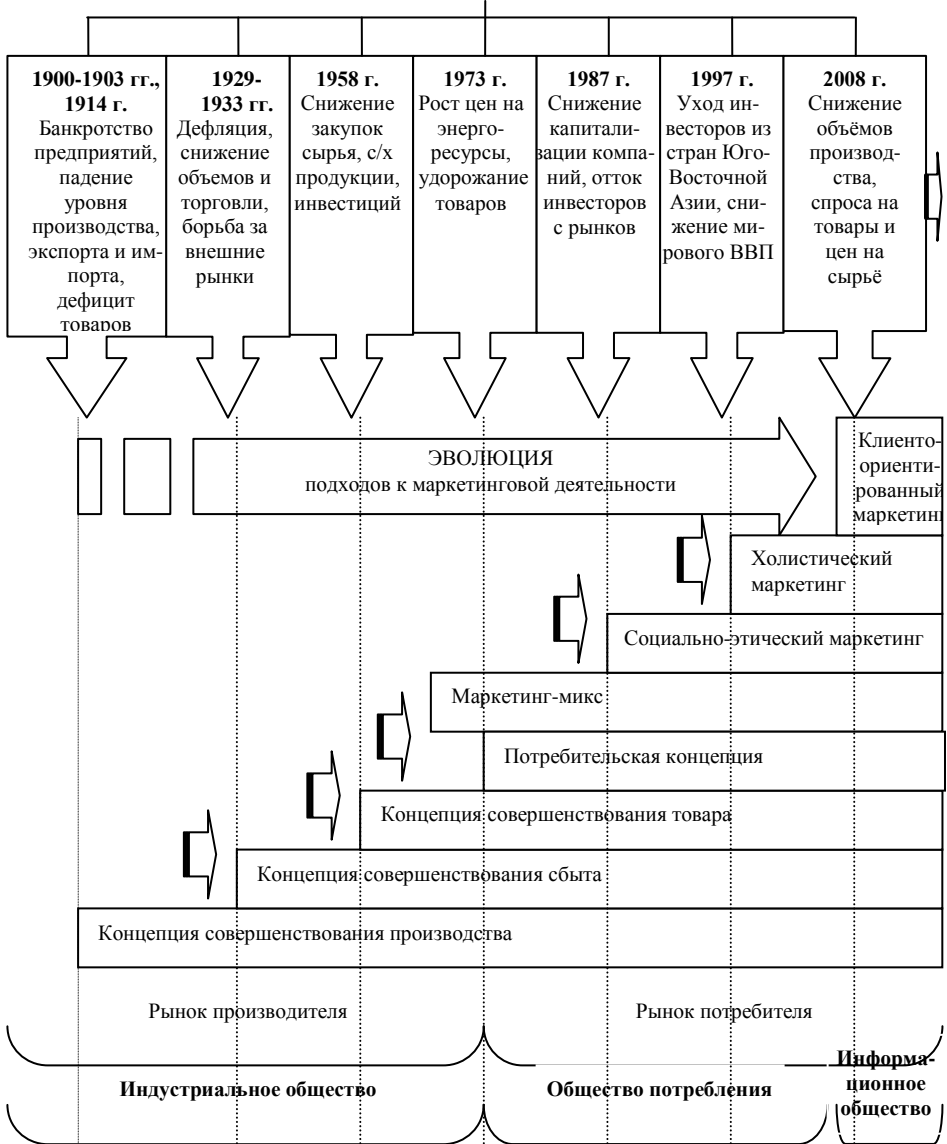 1900-1903 гг.,
1914 г.
Банкротство
предприятий,
падение
уровня
производства,
экспорта и им-
порта,
дефицит
товаров
1929-
1933 гг.
Дефляция,
снижение
объемов и
торговли,
борьба за
внешние
рынки
1958 г.
Снижение
закупок
сырья, с/х
продукции,
инвестиций
1973 г.
Рост цен на
энерго-
ресурсы,
удорожание
товаров
1987 г.
Снижение
капитали-
зации компа-
ний, отток
инвесторов
с рынков
1997 г.
Уход ин-
весторов из
стран Юго-
Восточной
Азии, сни-
жение ми-
рового ВВП
2008 г.
Снижение
объёмов
производ-
ства,
спроса на
товары и
цен на
сырьё
ЭВОЛЮЦИЯ
подходов к маркетинговой деятельности
Клиенто-
ориенти-
рованный
маркетинг
Холистический
маркетинг
Социально-этический маркетинг
Маркетинг-микс
Потребительская концепция
Концепция совершенствования товара
Концепция совершенствования сбыта
Концепция совершенствования производства
Рынок производителя
Рынок потребителя
Индустриальное общество
Общество потребления
Информа-
ционное
общество